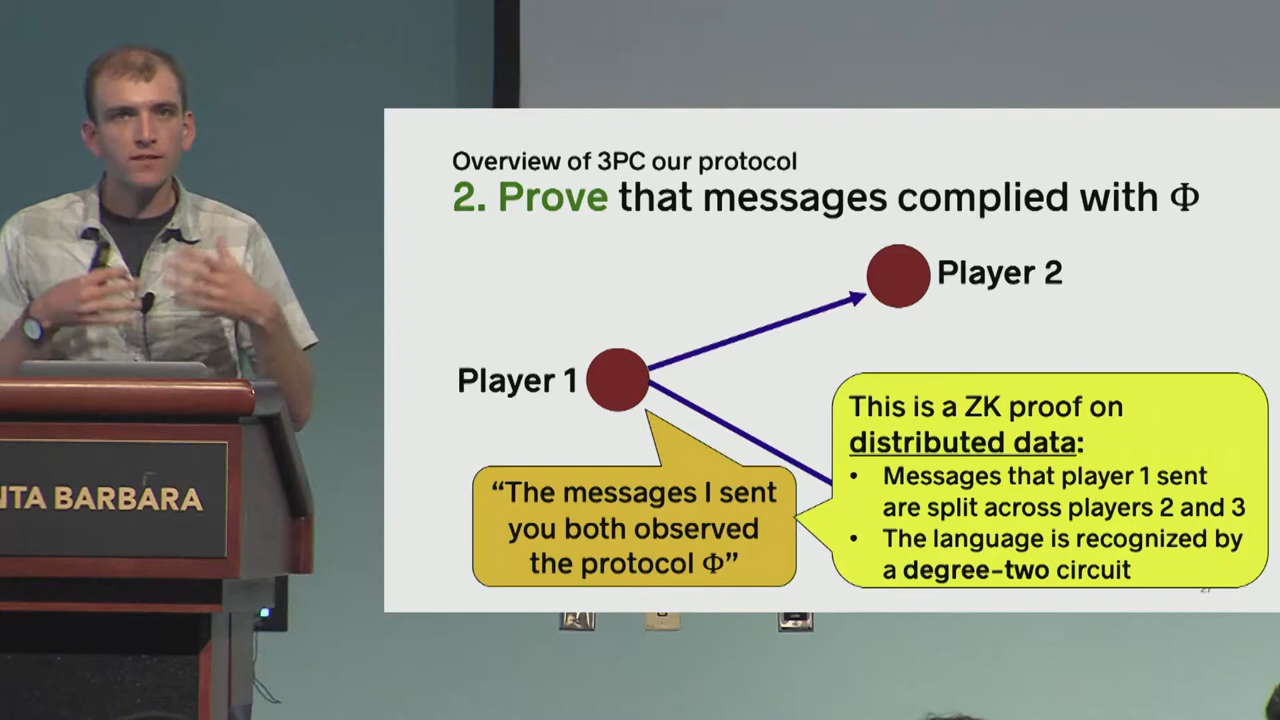 Overview of 3PC our protocol
2. Prove that messages complied with Φ
Player 2
Player 1
This is a ZK proof on
distributed data:
• Messages that player 1 sent
are split across players 2 and 3
• The language is recognized by
a degree-two circuit
“The messages I sent
you both observed
the protocol Φ”
NTA BARBARA